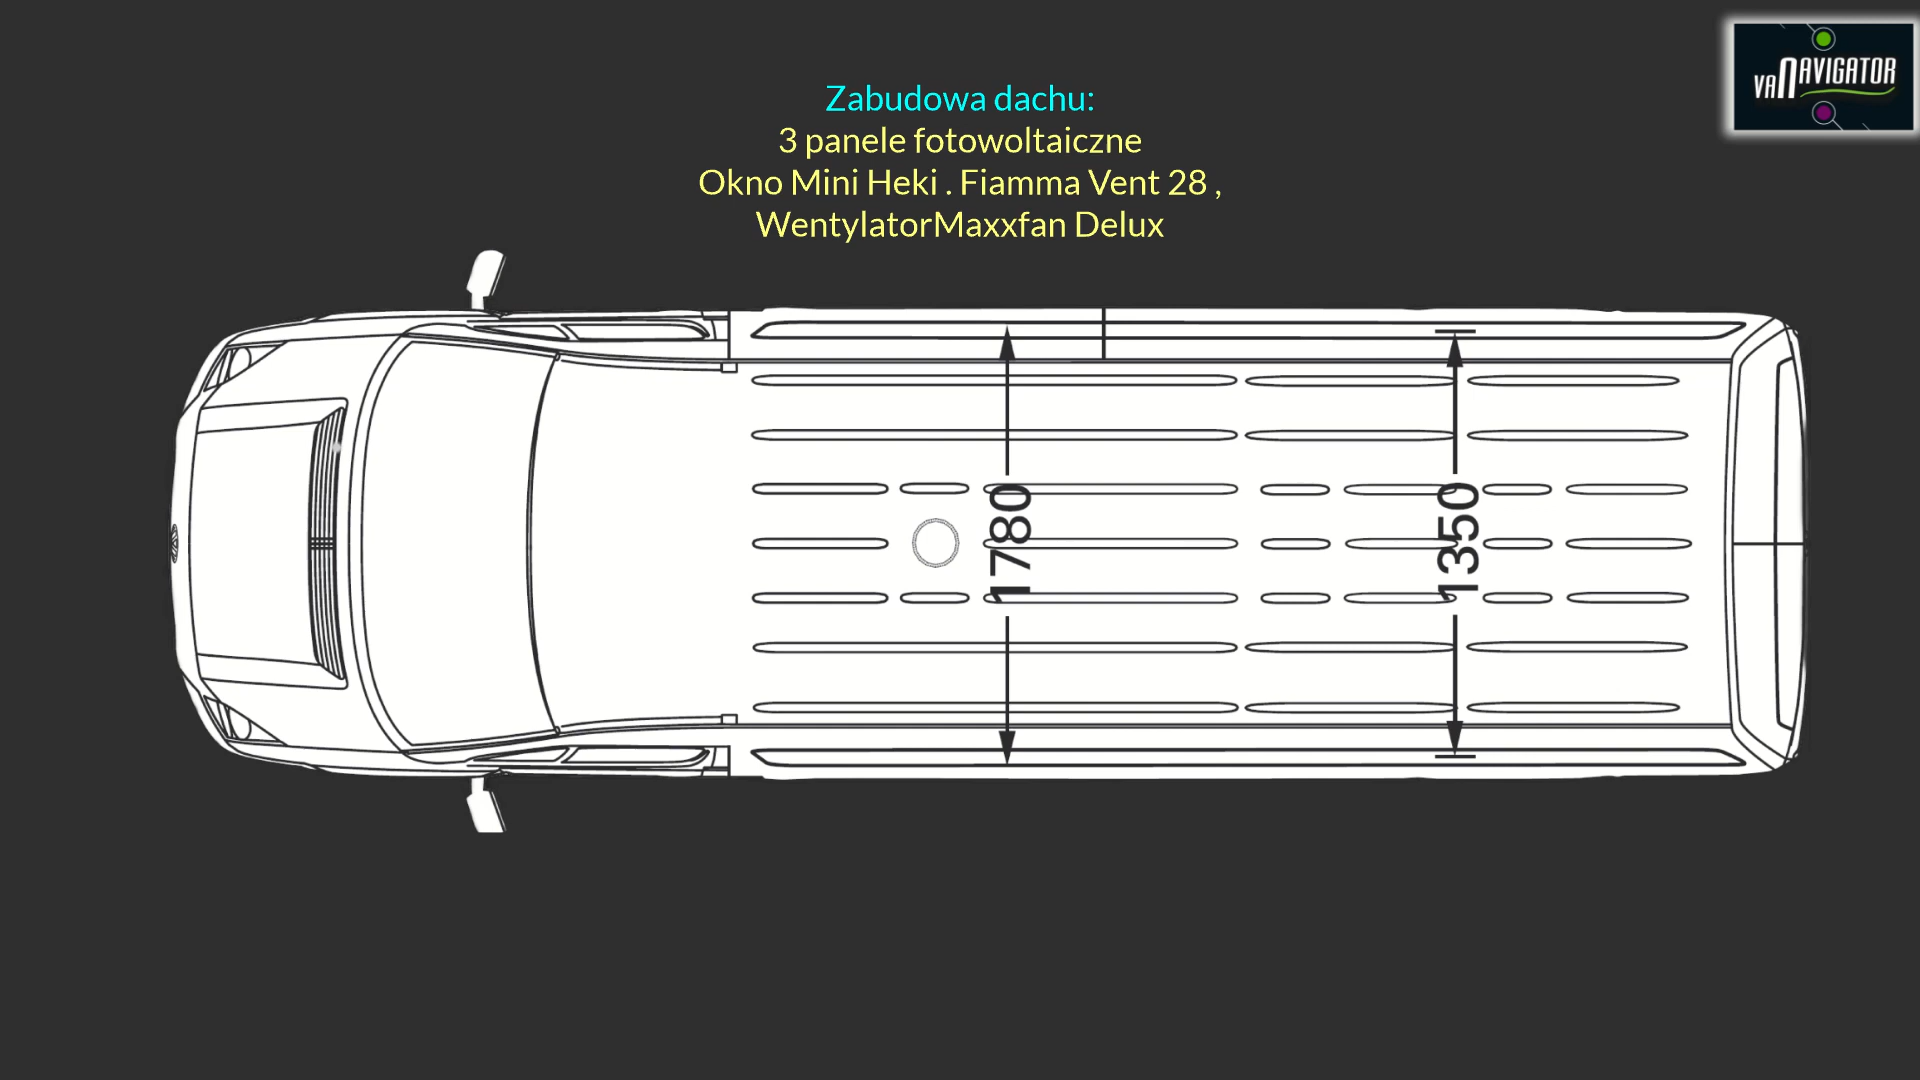 Zabudowa dachu:
3 panele fotowoltaiczne
Okno Mini Heki . Fiamma Vent 28 ,
WentylatorMaxxfan Delux
VANAVIGATOR
1780
1350